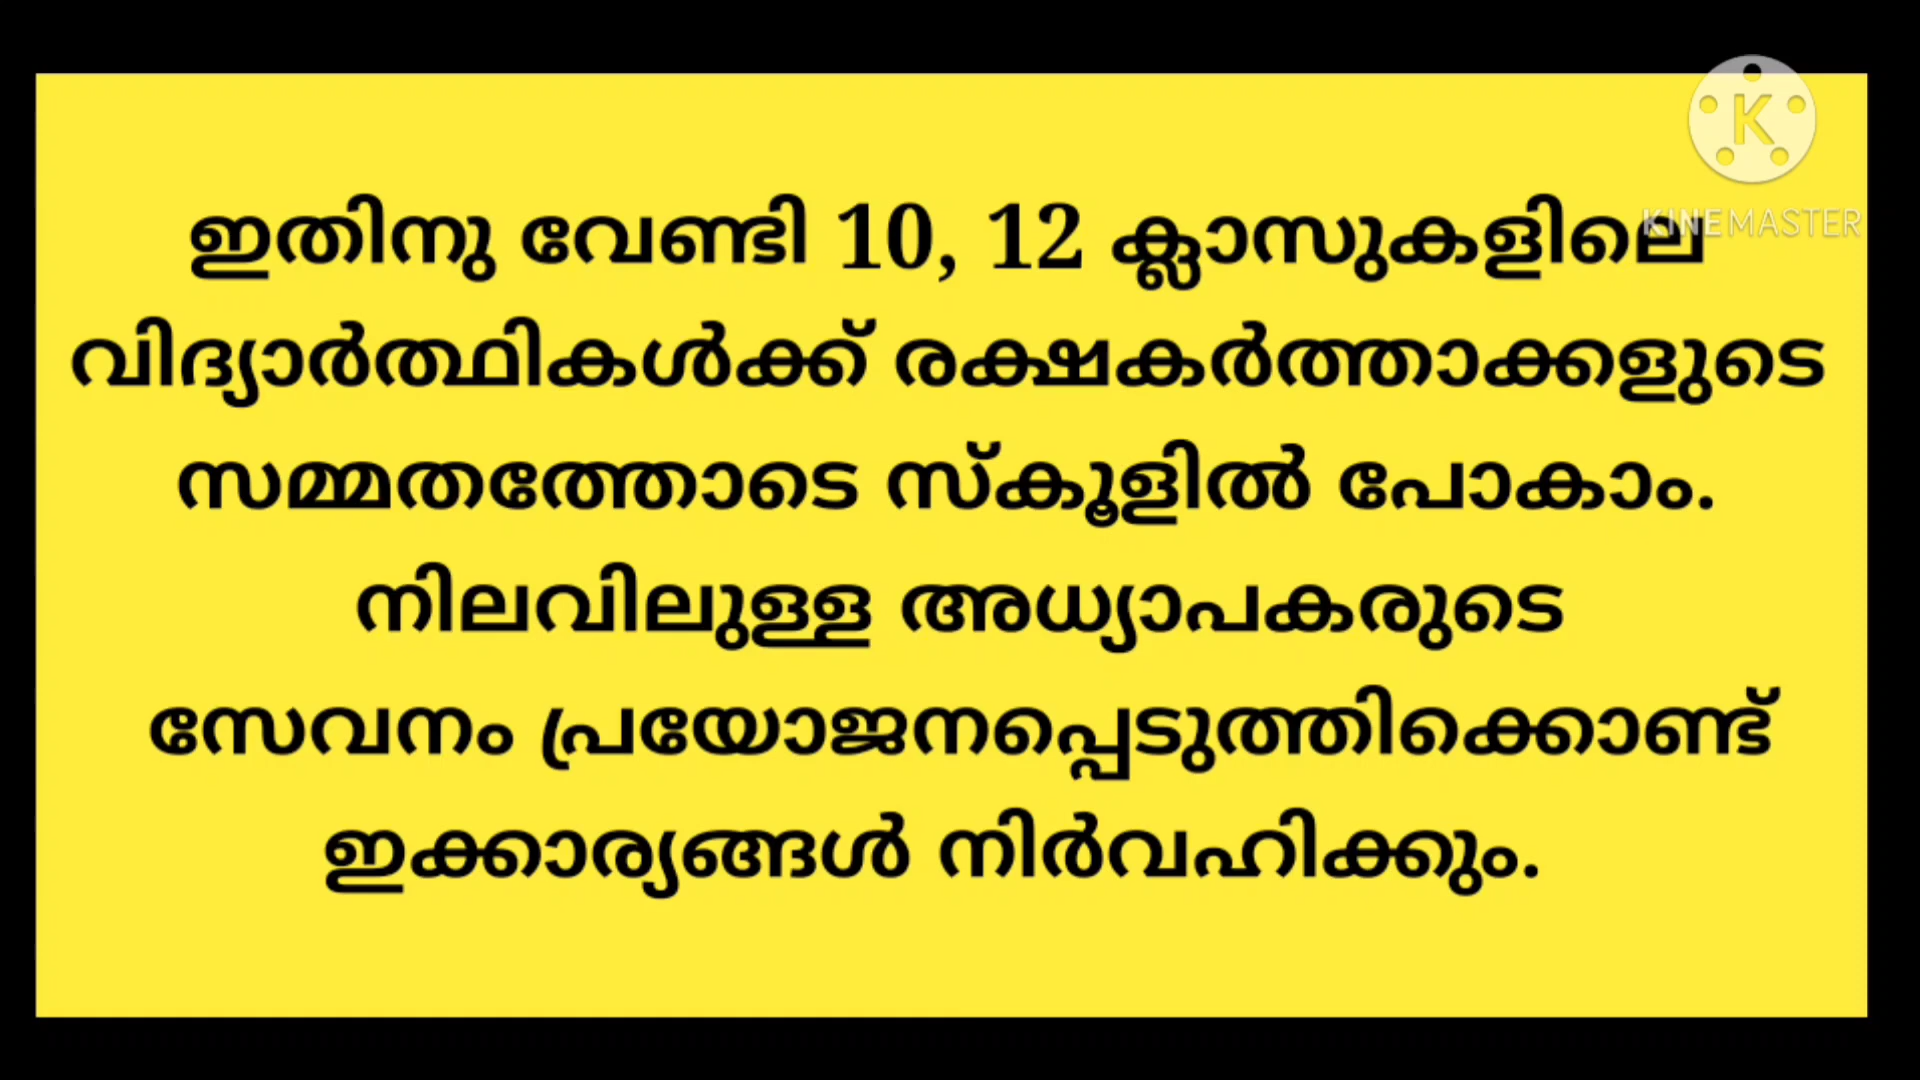 ഇതിനു വേണ്ടി 10, 12 ക്ലാസുകളിലെ
വിദ്യാർത്ഥികൾക്ക് രക്ഷകർത്താക്കളുടെ
സമ്മതത്തോടെ സ്കൂളിൽ പോകാം.
നിലവിലുള്ള അധ്യാപകരുടെ
സേവനം പ്രയോജനപ്പെടുത്തിക്കൊണ്ട്
ഇക്കാര്യങ്ങൾ നിർവഹിക്കും.
K
KINEMASTER